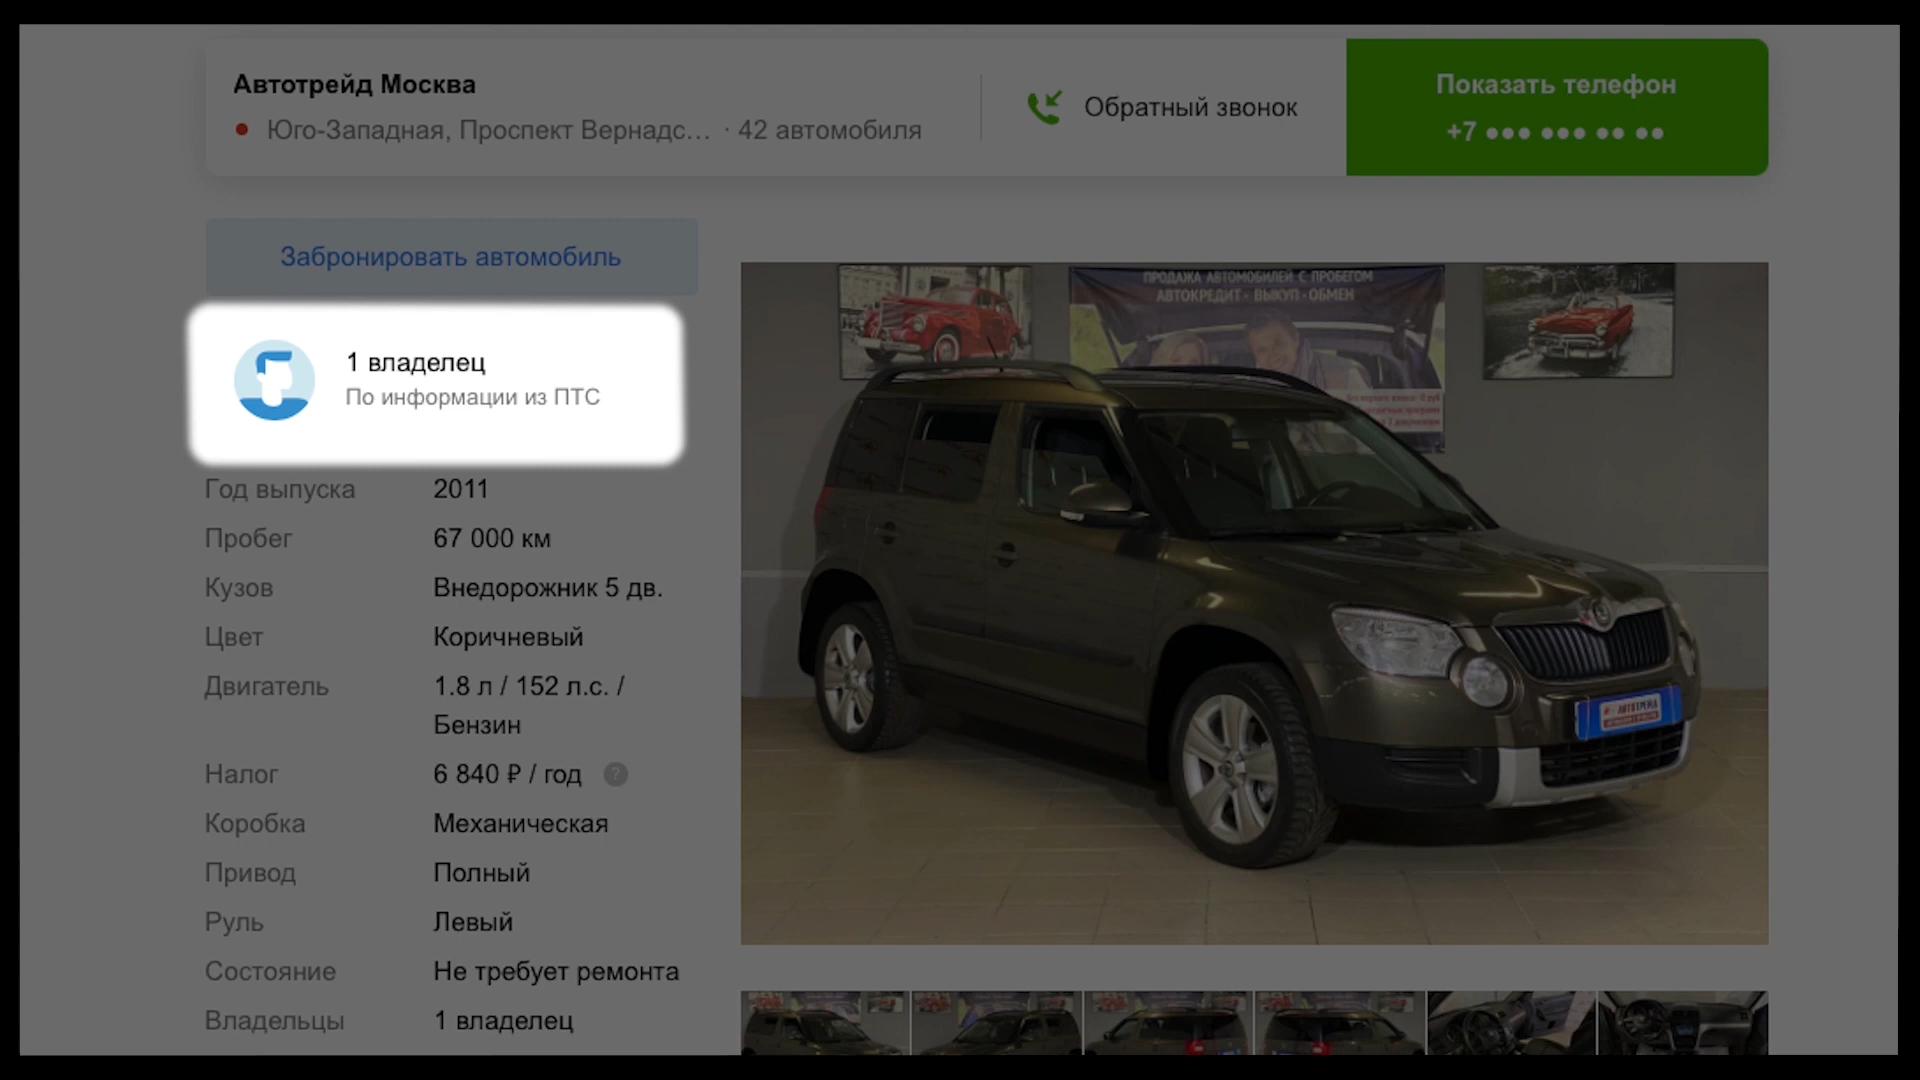 Автотрейд Москва
Юго-Западная, Проспект Вернадс... · 42 автомобиля
Обратный звонок
Показать телефон
+7 ●●● ●●● ●● ●●
Забронировать автомобиль
1 владелец
По информации из ПТС
Год выпуска 2011
Пробег 67 000 км
Кузов Внедорожник 5 дв.
Цвет Коричневый
Двигатель 1.8 л / 152 л.с. /
Бензин
Налог 6 840 ₽ / год ?
Коробка Механическая
Привод Полный
Руль Левый
Состояние Не требует ремонта
Владельцы 1 владелец
ПРОДАЖА АВТОМОБИЛЕЙ С ПРОБЕГОМ
АВТОКРЕДИТ - ВЫКУП - ОБМЕН
АВТОТРЕЙД